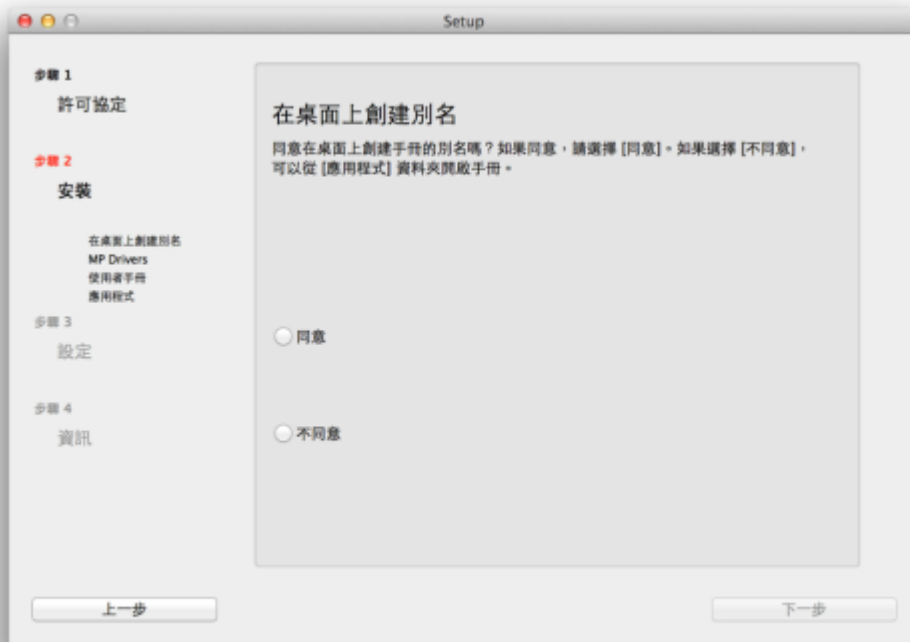 Setup
步驟 1
許可協定
步驟 2
安裝
在桌面上創建別名
MP Drivers
使用者手冊
應用程式
步驟 3
設定
步驟 4
資訊
在桌面上創建別名
同意在桌面上創建手冊的別名嗎？如果同意，請選擇 [同意]。如果選擇 [不同意]，
可以從 [應用程式] 資料夾開啟手冊。
同意
不同意
上一步
下一步